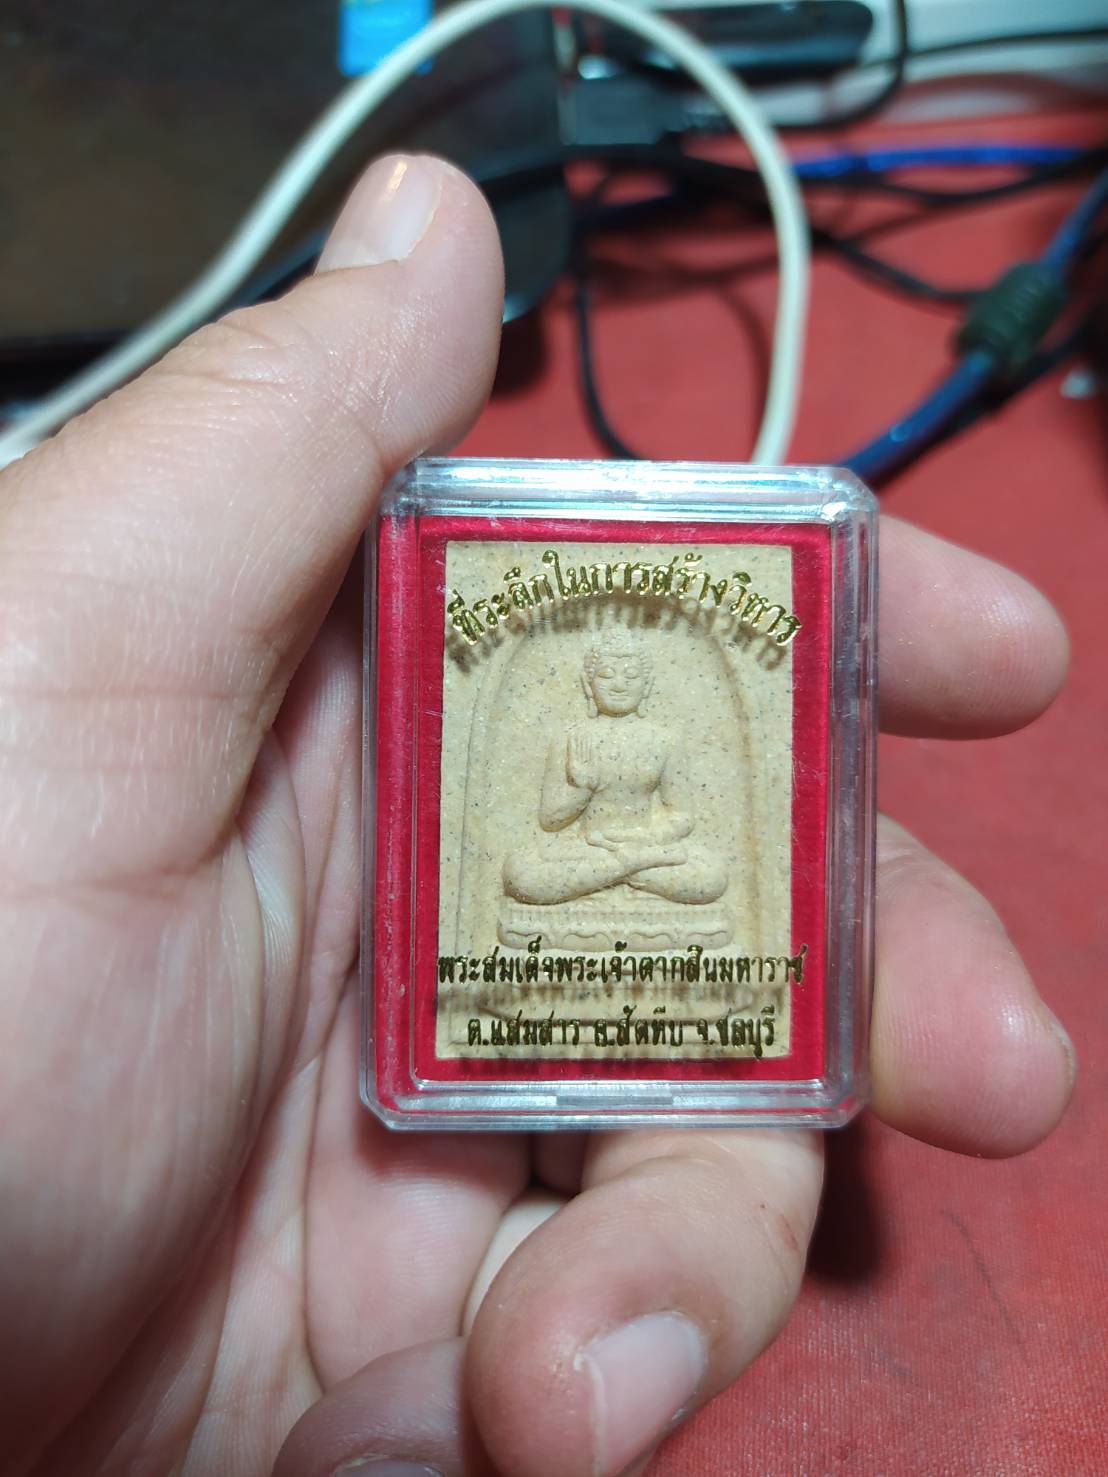 ที่ระลึกในการสร้างวิหาร
พระสมเด็จพระเจ้าตากสินมหาราช
ต.แสมสาร อ.สัตหีบ จ.ชลบุรี